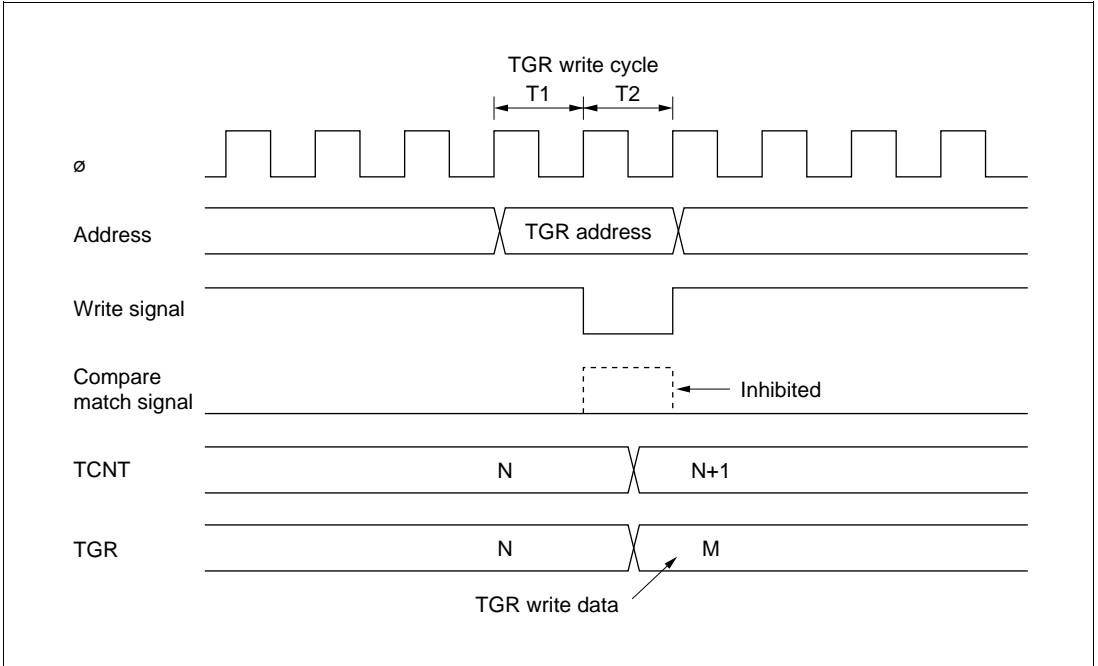 TGR write cycle
T1 T2
ø
Address TGR address
Write signal
Compare
match signal Inhibited
TCNT N N+1
TGR N M
TGR write data